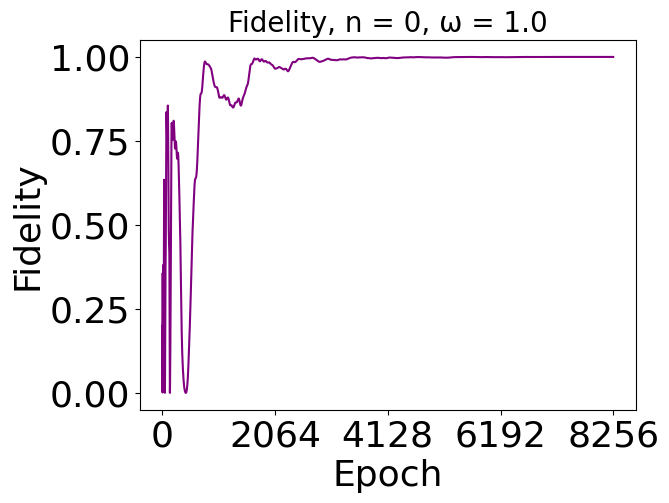 Fidelity, n = 0, ω = 1.0
1.00
0.75
0.50
0.25
0.00
Fidelity
0 2064 4128 6192 8256
Epoch